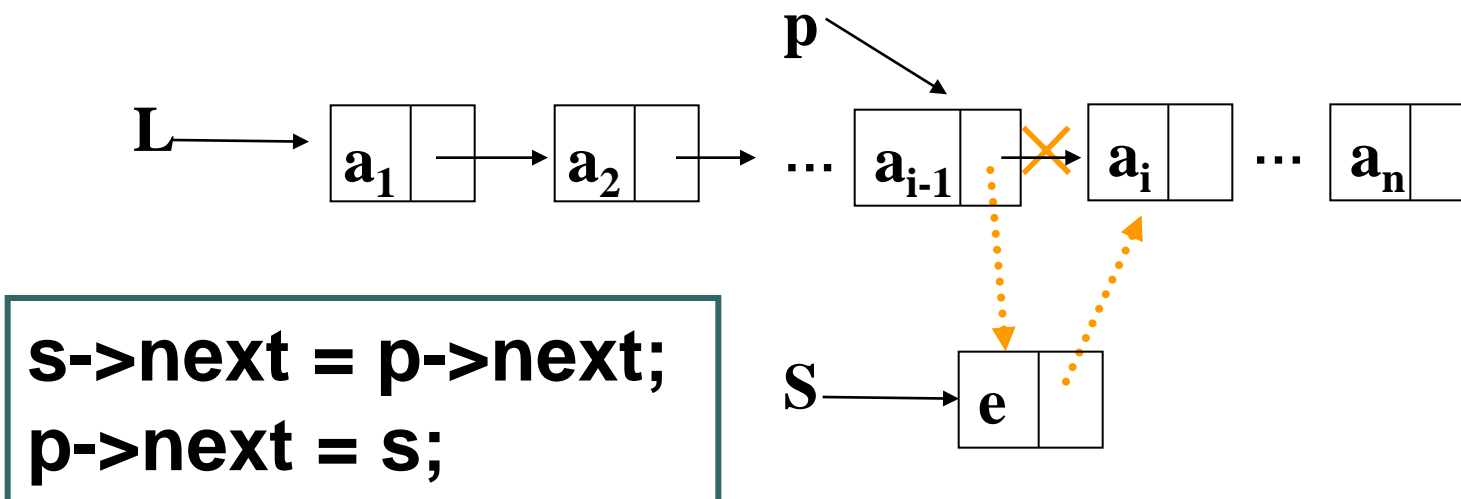 p
L a₁ a₂ ... aᵢ₋₁ aᵢ ... aₙ
s->next = p->next;
p->next = s;
S e